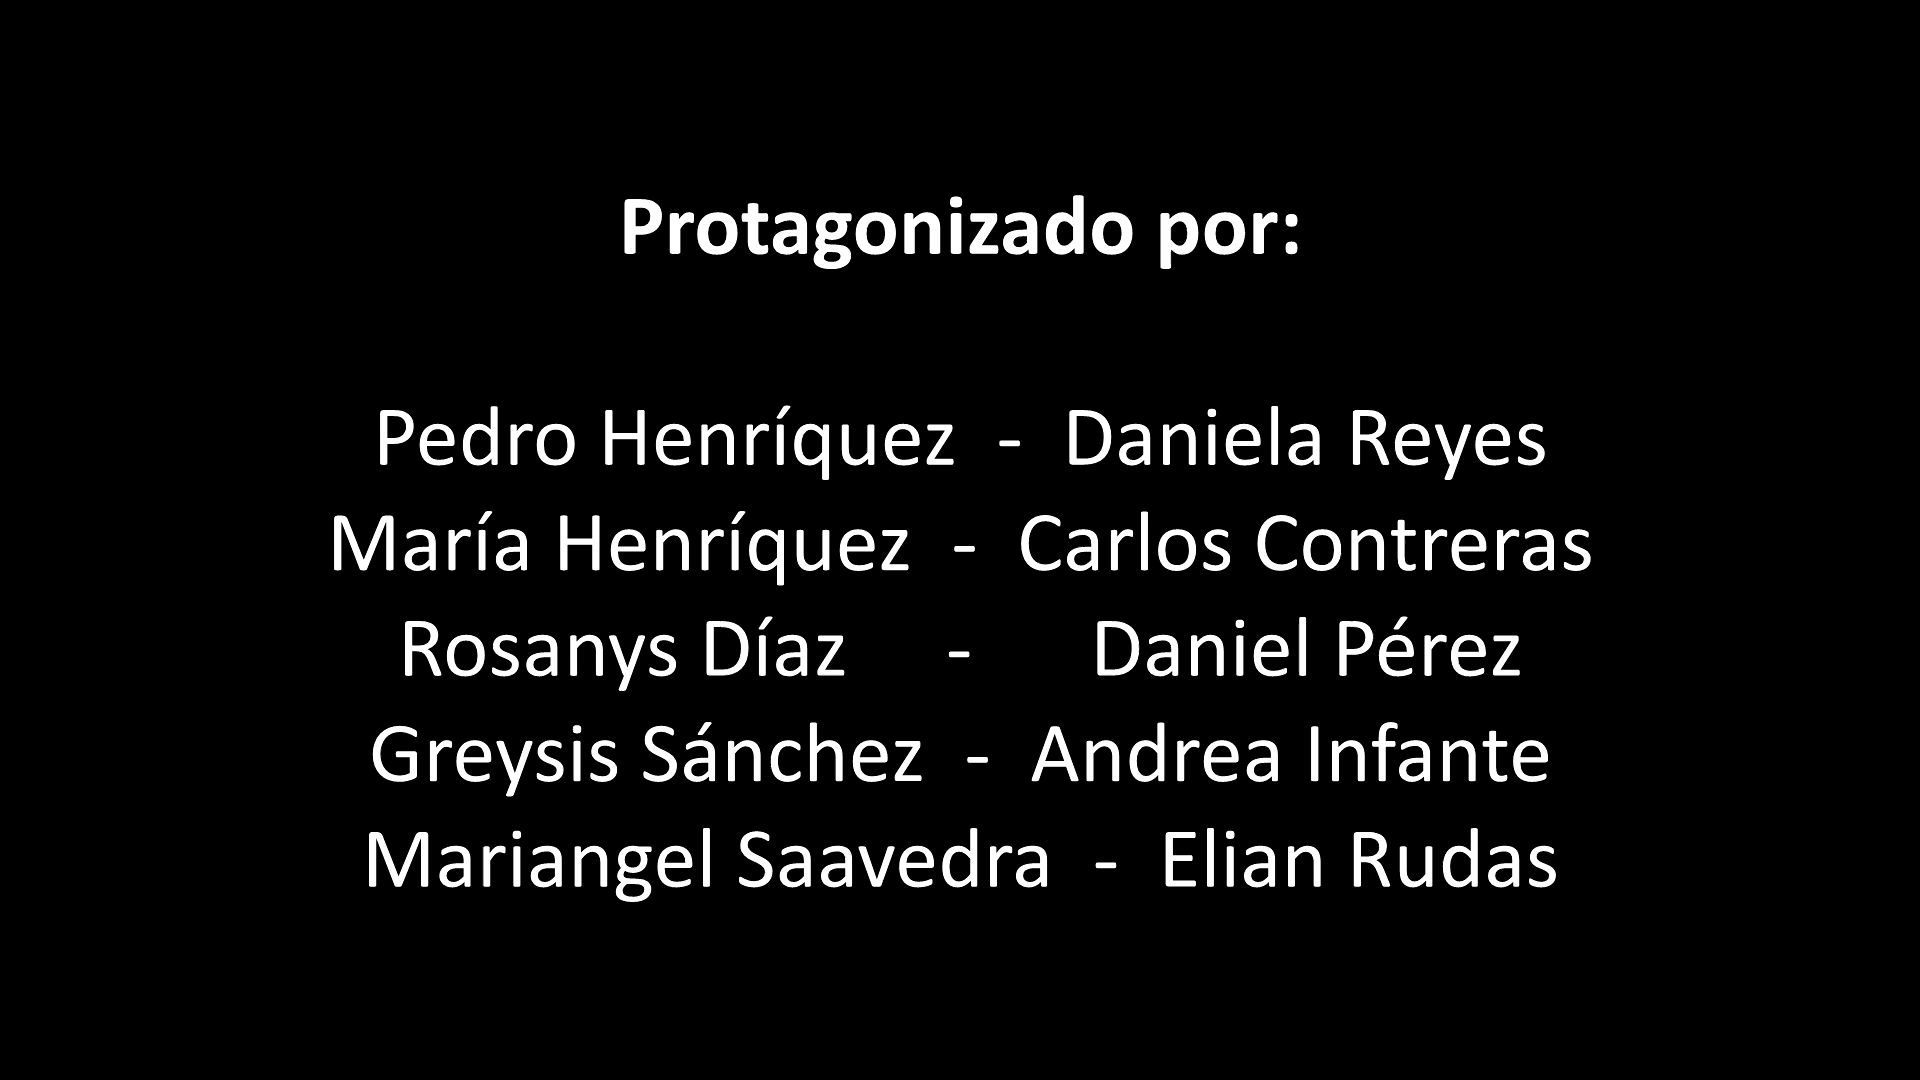 Protagonizado por:
Pedro Henríquez - Daniela Reyes
María Henríquez - Carlos Contreras
Rosanys Díaz - Daniel Pérez
Greysis Sánchez - Andrea Infante
Mariangel Saavedra - Elian Rudas